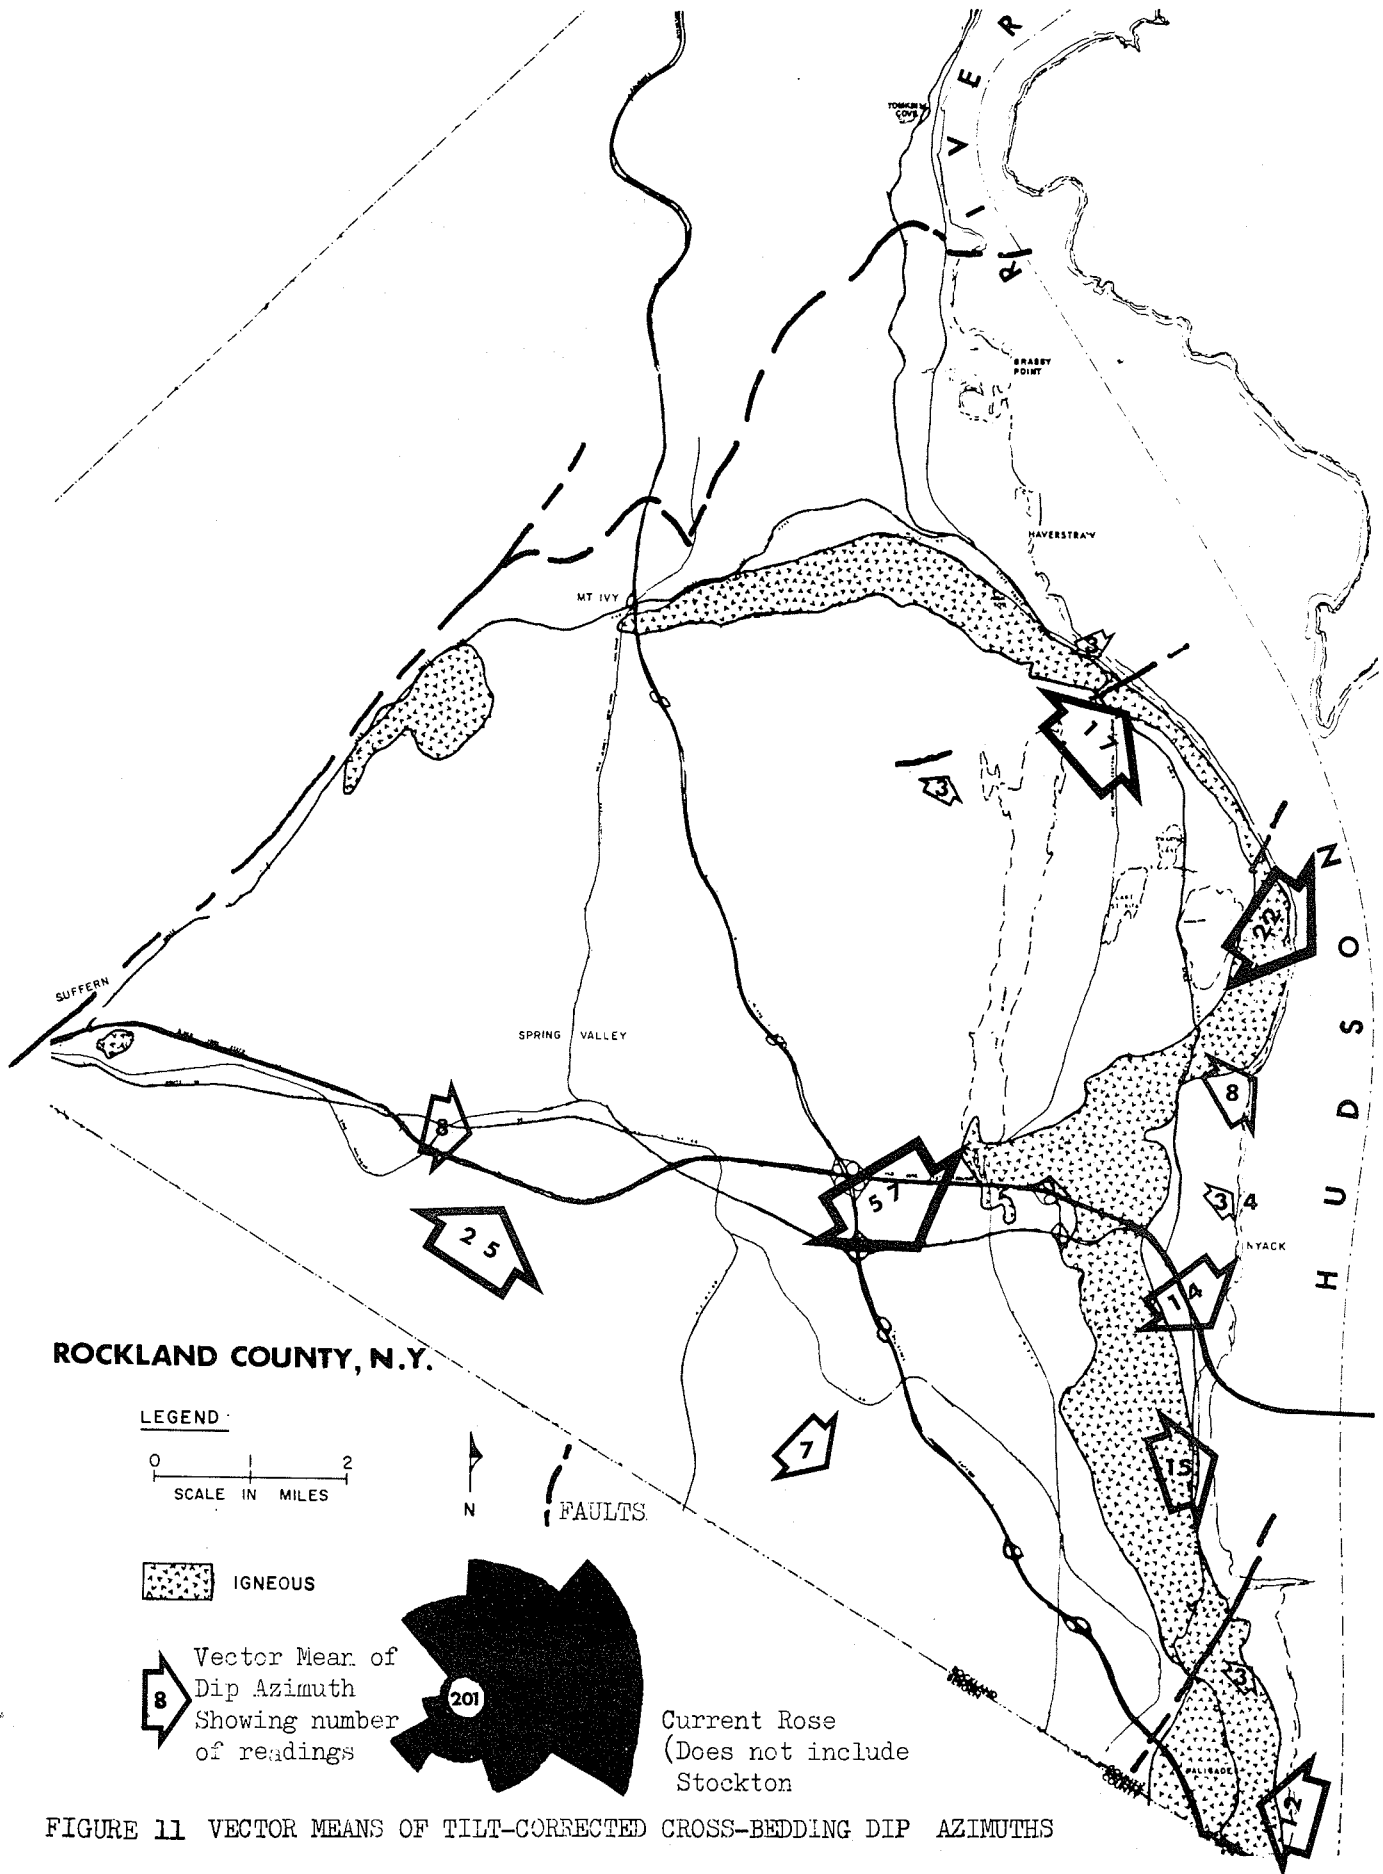 R
E
V
I
R
TOMKINS
COVE
GRASSY
POINT
HAVERSTRAW
MT IVY
3
17
3
22
H U D S O N
SUFFERN
SPRING VALLEY
8
8
57
34
25
NYACK
14
ROCKLAND COUNTY, N.Y.
LEGEND
0 1 2
SCALE IN MILES
N
FAULTS
7
15
IGNEOUS
8
Vector Mean of
Dip Azimuth
Showing number
of readings
201
Current Rose
(Does not include
Stockton
3
PALISADE
12
FIGURE 11 VECTOR MEANS OF TILT-CORRECTED CROSS-BEDDING DIP AZIMUTHS